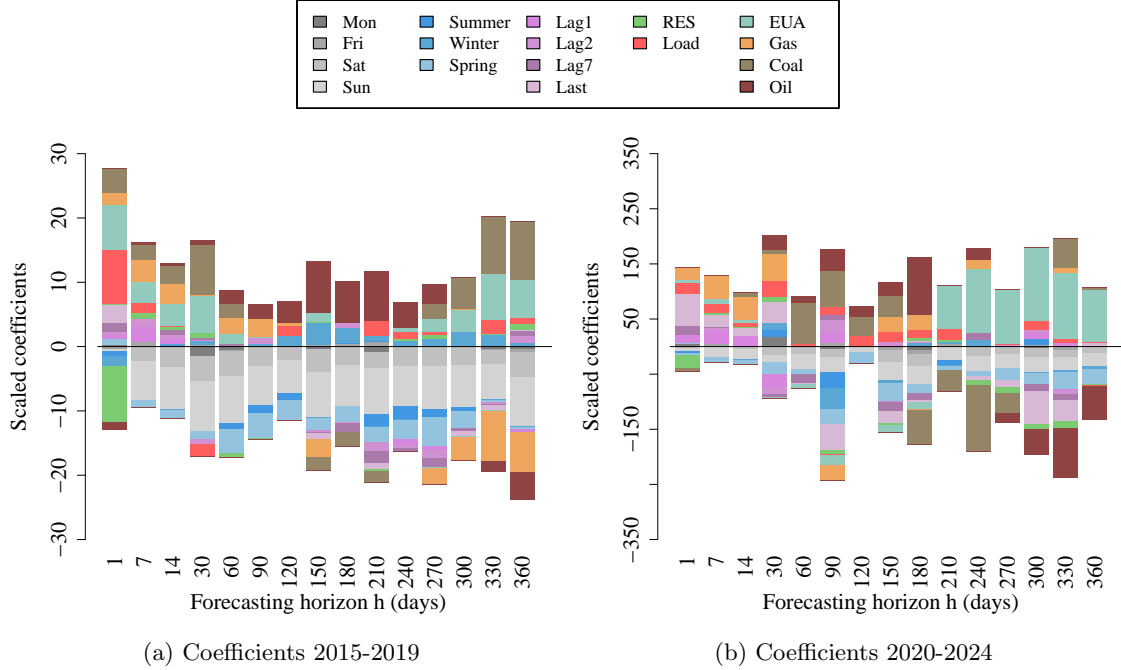 Mon Summer Lag1 RES EUA
Fri Winter Lag2 Load Gas
Sat Spring Lag7 Coal
Sun Last Oil
30
20
10
0
−10
−20
−30
Scaled coefficients
1 7 14 30 60 90 120 150 180 210 240 270 300 330 360
Forecasting horizon h (days)
(a) Coefficients 2015-2019
350
250
150
50
−150
−350
Scaled coefficients
1 7 14 30 60 90 120 150 180 210 240 270 300 330 360
Forecasting horizon h (days)
(b) Coefficients 2020-2024